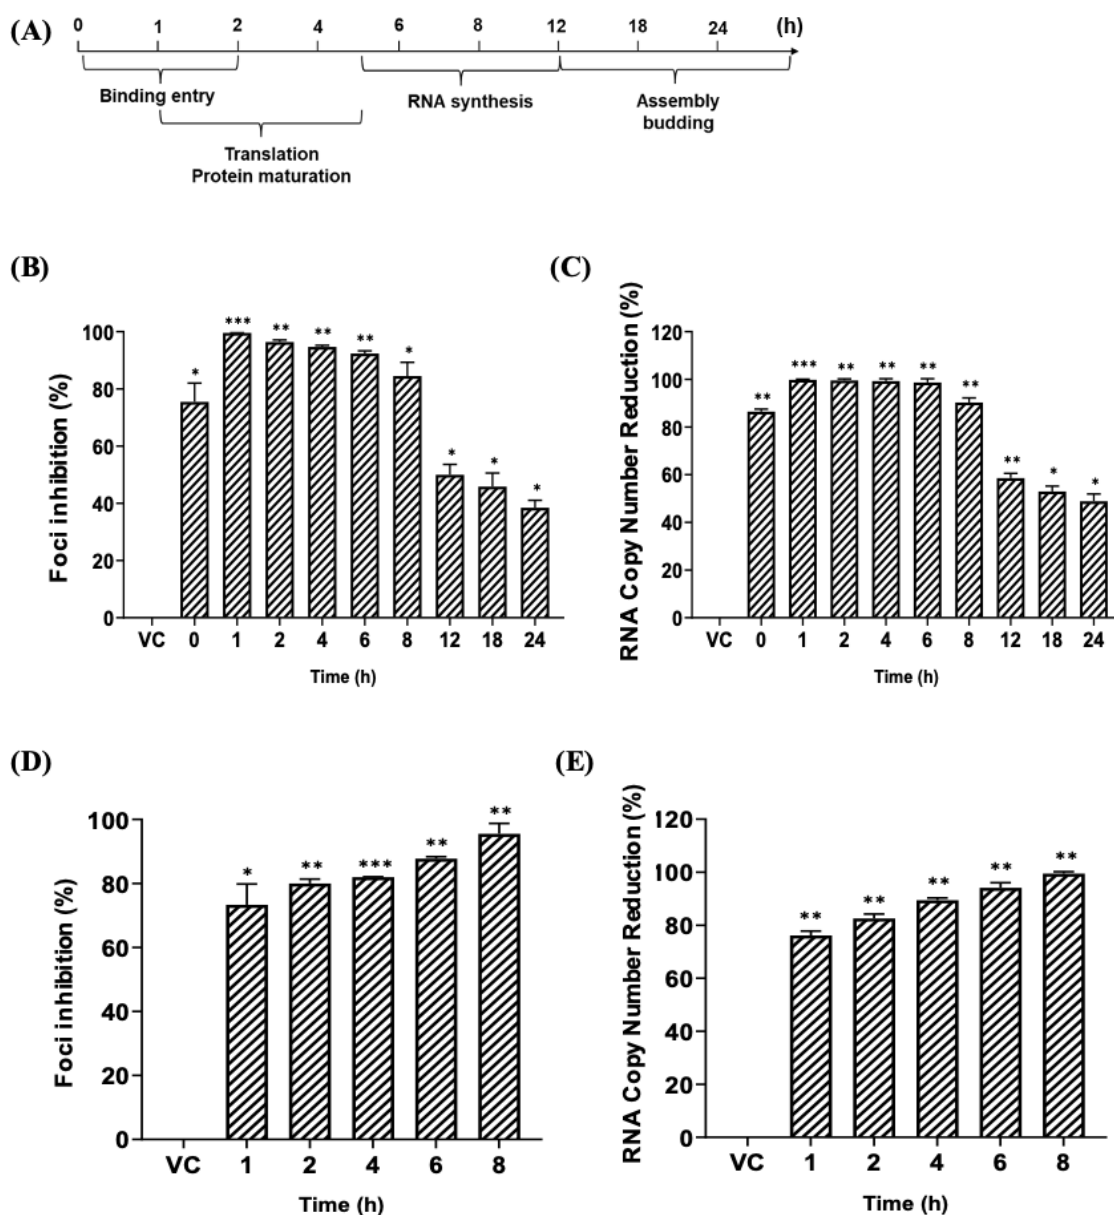 (A)
0 1 2 4 6 8 12 18 24 (h)
Binding entry
RNA synthesis
Assembly
budding
Translation
Protein maturation
(B)
Foci inhibition (%)
100
80
60
40
20
0
* *** ** ** ** * * * *
VC 0 1 2 4 6 8 12 18 24
Time (h)
(C)
RNA Copy Number Reduction (%)
120
100
80
60
40
20
0
** *** ** ** ** ** ** * *
VC 0 1 2 4 6 8 12 18 24
Time (h)
(D)
Foci inhibition (%)
100
80
60
40
20
0
* ** *** ** **
VC 1 2 4 6 8
Time (h)
(E)
RNA Copy Number Reduction (%)
120
100
80
60
40
20
0
** ** ** ** **
VC 1 2 4 6 8
Time (h)